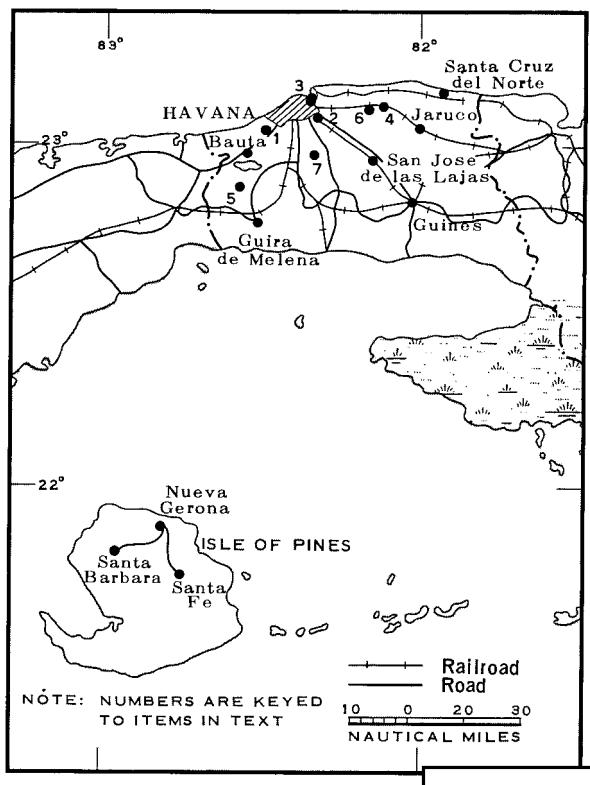 83°
82°
Santa Cruz
del Norte
3
HAVANA
2
6
4
Jaruco
23°
1
Bauta
7
San Jose
de las Lajas
5
Guines
Guira
de Melena
22°
Nueva
Gerona
ISLE OF PINES
Santa
Barbara
Santa
Fe
Railroad
Road
NOTE: NUMBERS ARE KEYED
TO ITEMS IN TEXT
10 0 20 30
NAUTICAL MILES